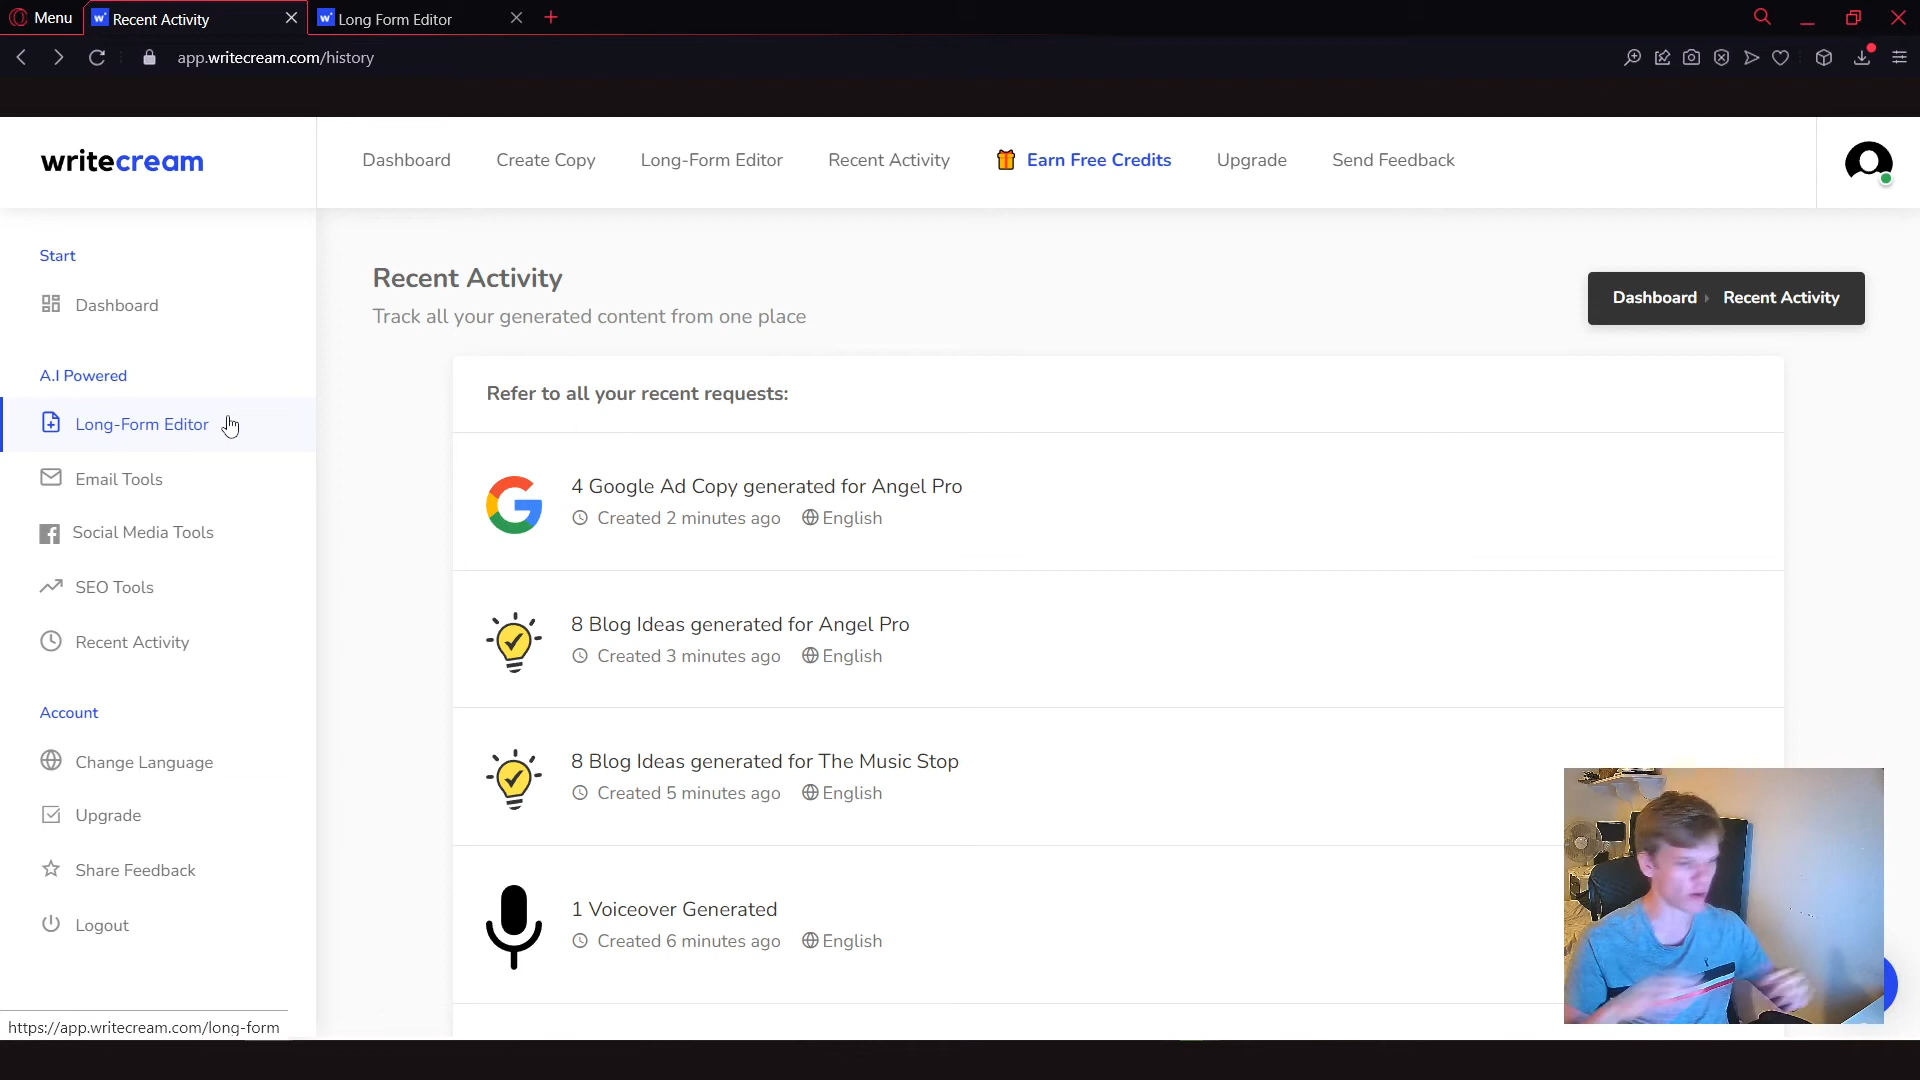 Menu
Recent Activity
Long Form Editor
app.writecream.com/history
writecream
Dashboard
Create Copy
Long-Form Editor
Recent Activity
Earn Free Credits
Upgrade
Send Feedback
Start
Dashboard
A.I Powered
Long-Form Editor
Email Tools
Social Media Tools
SEO Tools
Recent Activity
Account
Change Language
Upgrade
Share Feedback
Logout
https://app.writecream.com/long-form
Recent Activity
Track all your generated content from one place
Dashboard
Recent Activity
Refer to all your recent requests:
4 Google Ad Copy generated for Angel Pro
Created 2 minutes ago English
8 Blog Ideas generated for Angel Pro
Created 3 minutes ago English
8 Blog Ideas generated for The Music Stop
Created 5 minutes ago English
1 Voiceover Generated
Created 6 minutes ago English